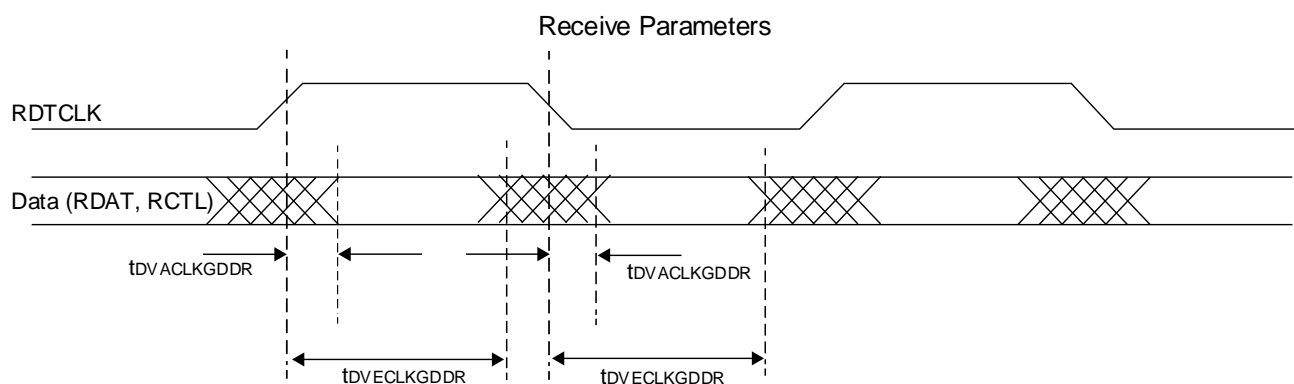 Receive Parameters
RDTCLK
Data (RDAT, RCTL)
tDVACLKGDDR
tDVACLKGDDR
tDVECLKGDDR
tDVECLKGDDR